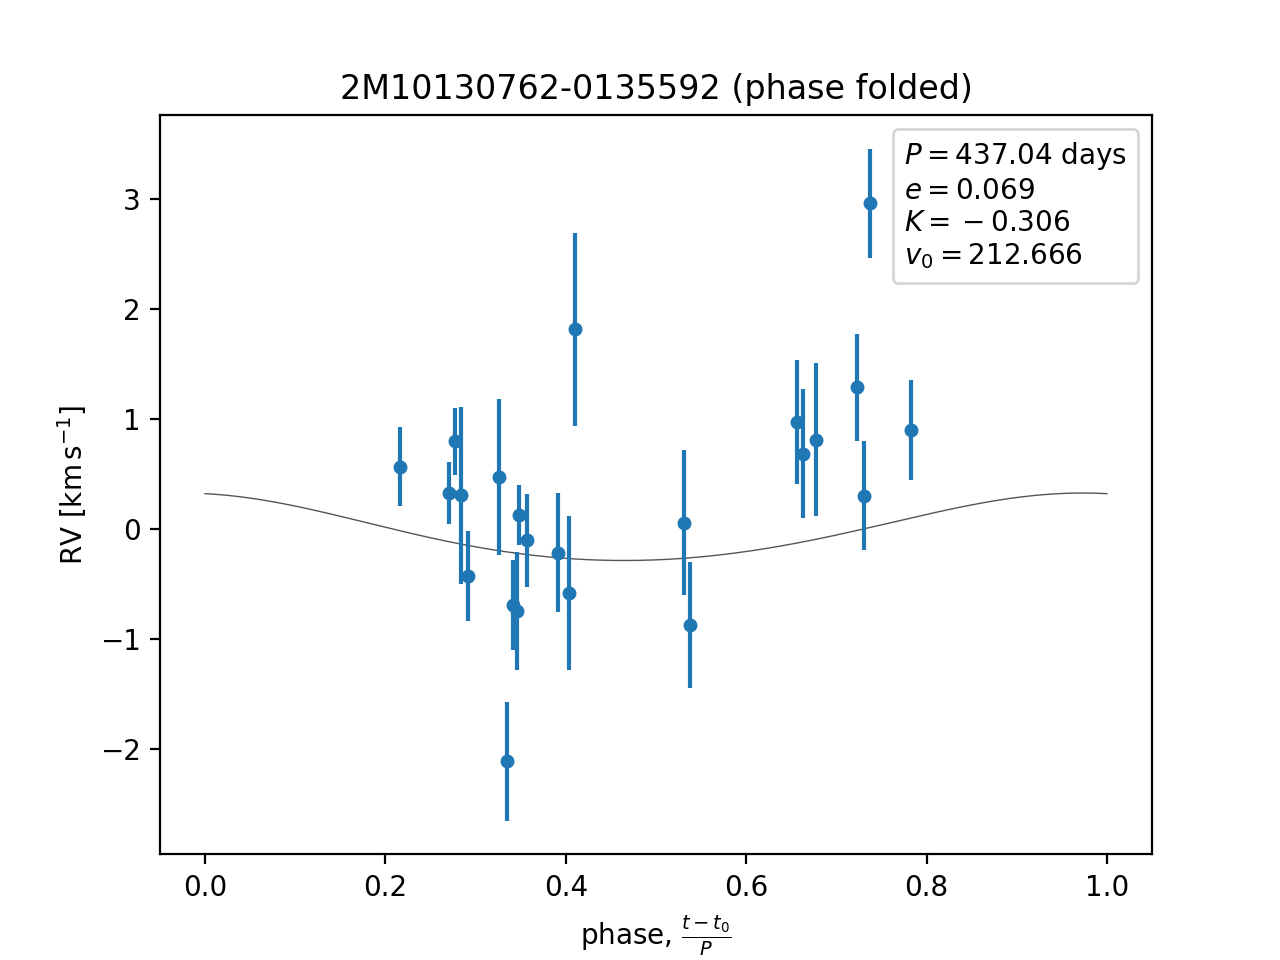 2M10130762-0135592 (phase folded)
P = 437.04 days
e = 0.069
K = −0.306
v₀ = 212.666
3
2
1
0
−1
−2
RV [km s⁻¹]
0.0 0.2 0.4 0.6 0.8 1.0
phase, (t − t₀)/P